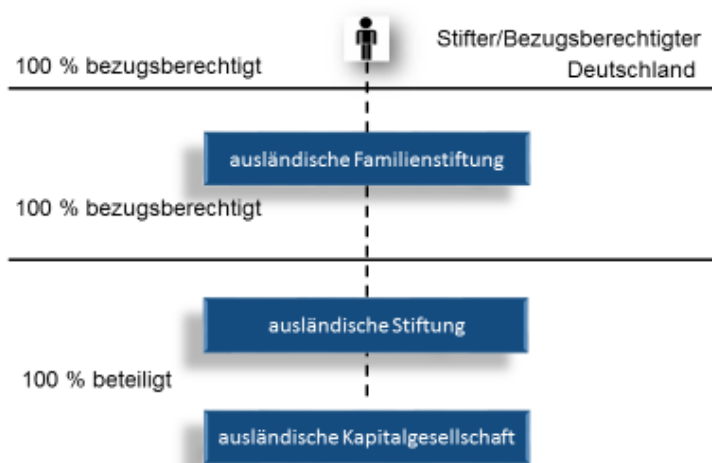 Stifter/Bezugsberechtigter
Deutschland
100 % bezugsberechtigt
ausländische Familienstiftung
100 % bezugsberechtigt
ausländische Stiftung
100 % beteiligt
ausländische Kapitalgesellschaft